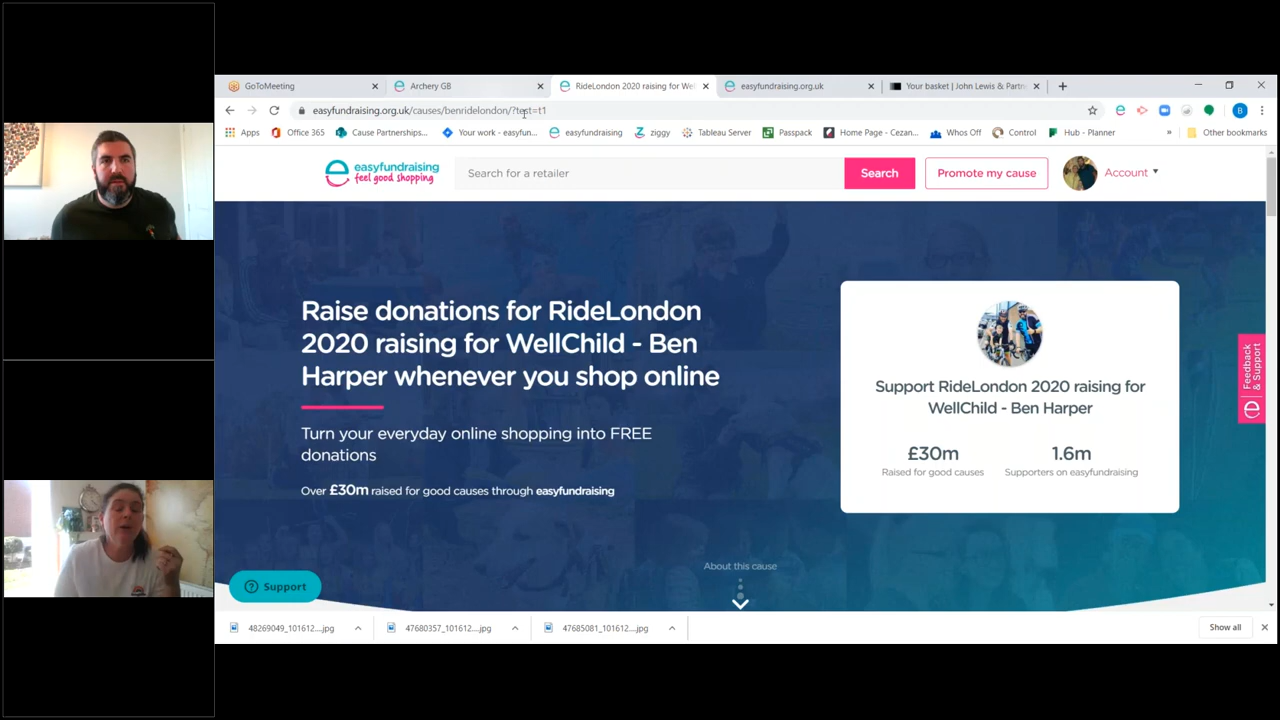 GoToMeeting
Archery GB
RideLondon 2020 raising for Wel
easyfundraising.org.uk
Your basket | John Lewis & Partn
easyfundraising.org.uk/causes/benridelondon/?test=t1
Apps
Office 365
Cause Partnerships...
Your work - easyfun...
easyfundraising
ziggy
Tableau Server
Passpack
Home Page - Cezan...
Whos Off
Control
Hub - Planner
»
Other bookmarks
easyfundraising
feel good shopping
Search for a retailer
Search
Promote my cause
Account
Raise donations for RideLondon
2020 raising for WellChild - Ben
Harper whenever you shop online
Turn your everyday online shopping into FREE
donations
Over £30m raised for good causes through easyfundraising
Support RideLondon 2020 raising for
WellChild - Ben Harper
£30m
Raised for good causes
1.6m
Supporters on easyfundraising
Feedback
& Support
About this cause
Support
48269049_101612....jpg
47680357_101612....jpg
47685081_101612....jpg
Show all